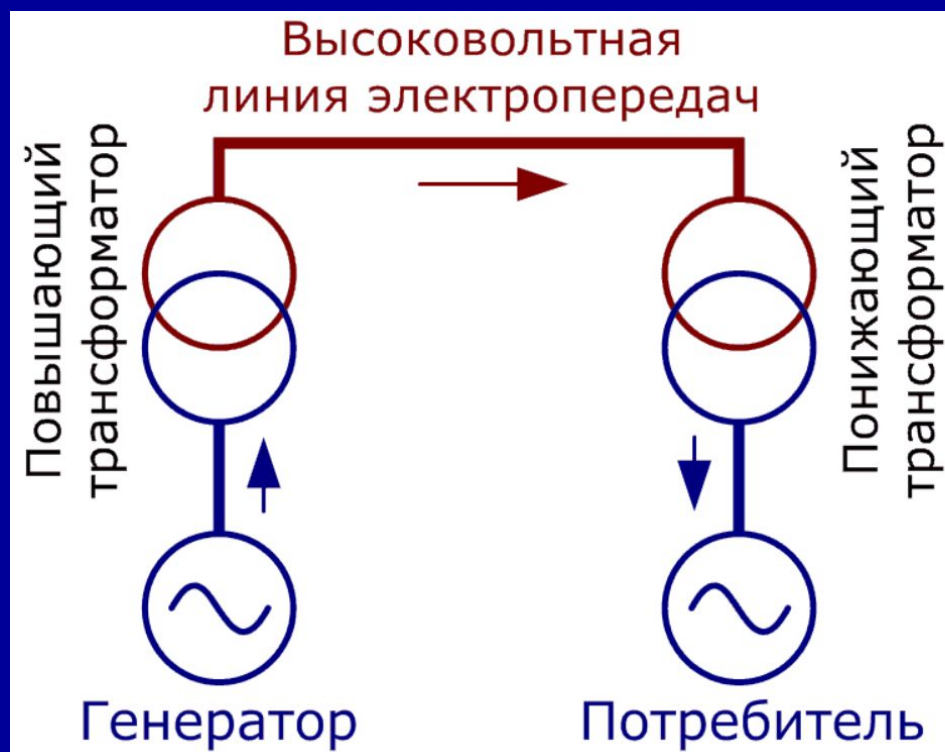 Высоковольтная
линия электропередач
Повышающий
трансформатор
Понижающий
трансформатор
Генератор
Потребитель